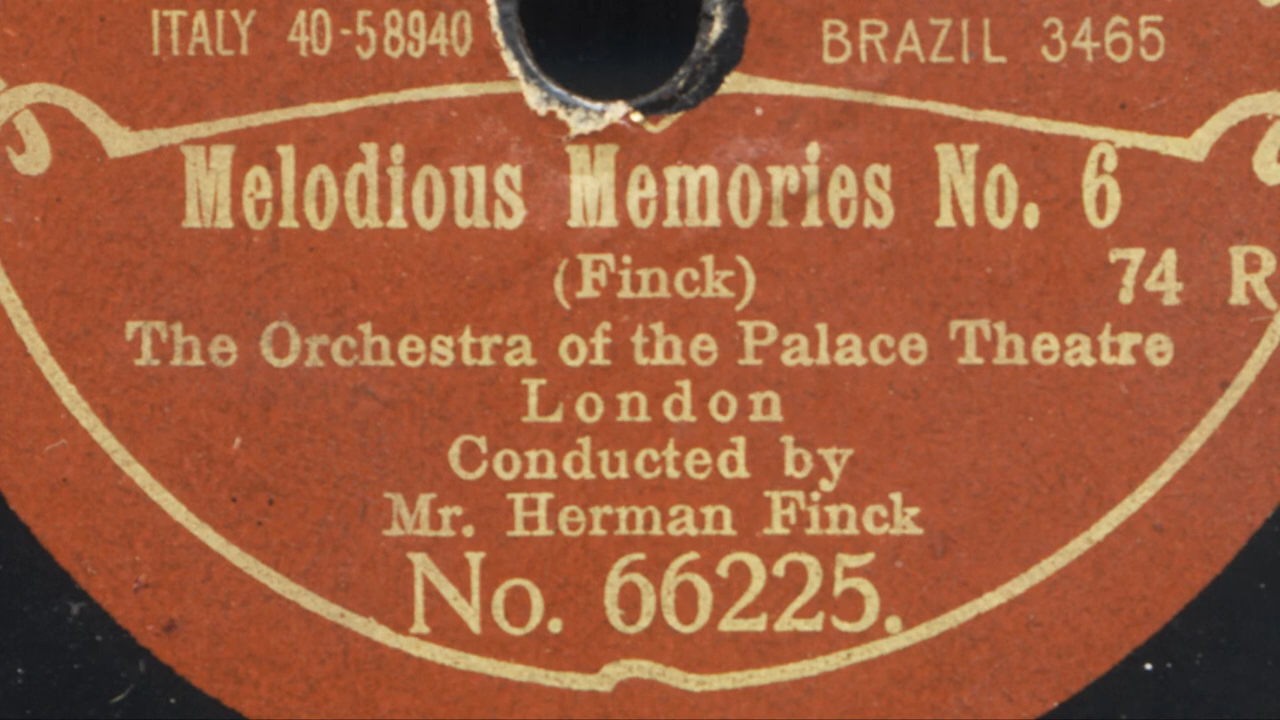 ITALY 40-58940 BRAZIL 3465
Melodious Memories No. 6
(Finck)
74 R
The Orchestra of the Palace Theatre
London
Conducted by
Mr. Herman Finck
No. 66225.